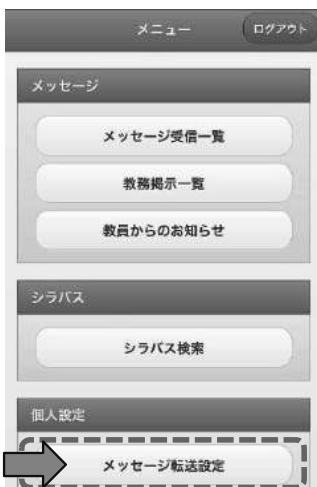 メニュー
ログアウト
メッセージ
メッセージ受信一覧
教務掲示一覧
教員からのお知らせ
シラバス
シラバス検索
個人設定
メッセージ転送設定